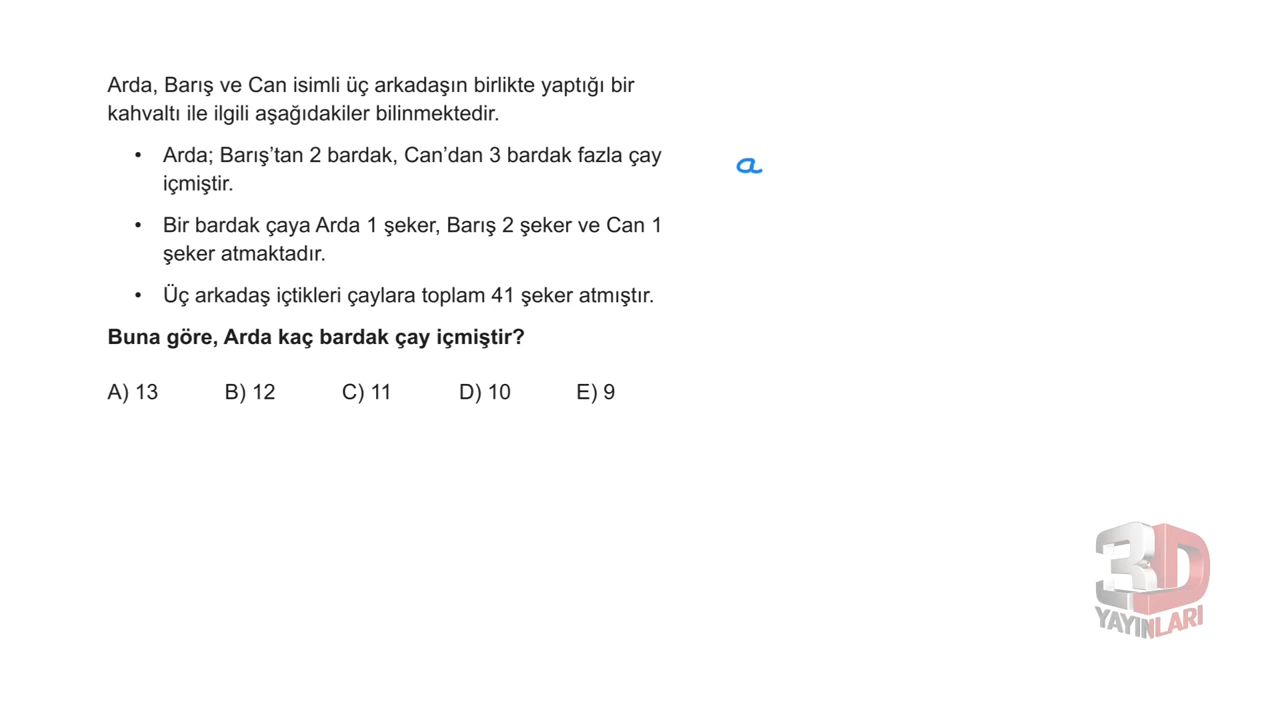 Arda, Barış ve Can isimli üç arkadaşın birlikte yaptığı bir
kahvaltı ile ilgili aşağıdakiler bilinmektedir.
• Arda; Barış’tan 2 bardak, Can’dan 3 bardak fazla çay
içmiştir.
• Bir bardak çaya Arda 1 şeker, Barış 2 şeker ve Can 1
şeker atmaktadır.
• Üç arkadaş içtikleri çaylara toplam 41 şeker atmıştır.
Buna göre, Arda kaç bardak çay içmiştir?
A) 13 B) 12 C) 11 D) 10 E) 9
a
3D
YAYINLARI